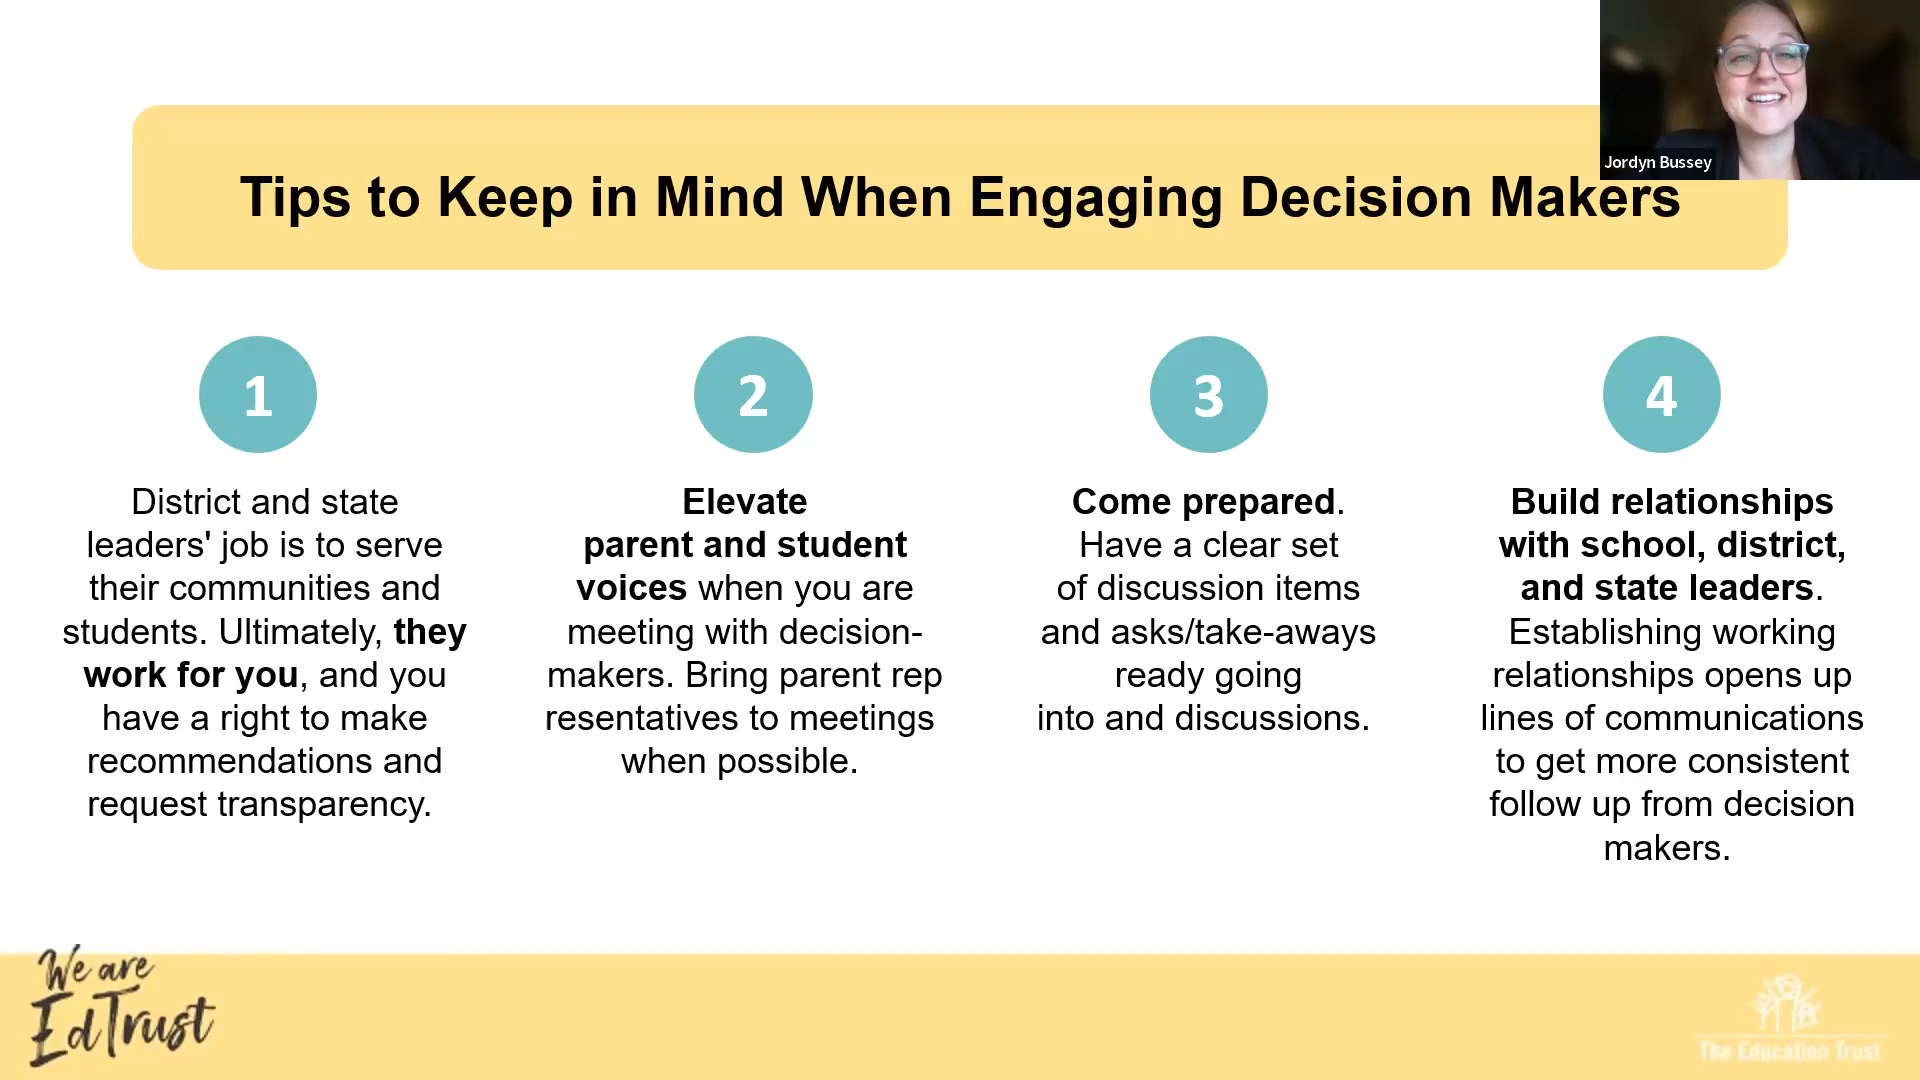 Jordyn Bussey
Tips to Keep in Mind When Engaging Decision Makers
1
District and state
leaders' job is to serve
their communities and
students. Ultimately, they
work for you, and you
have a right to make
recommendations and
request transparency.
2
Elevate
parent and student
voices when you are
meeting with decision-
makers. Bring parent rep
resentatives to meetings
when possible.
3
Come prepared.
Have a clear set
of discussion items
and asks/take-aways
ready going
into and discussions.
4
Build relationships
with school, district,
and state leaders.
Establishing working
relationships opens up
lines of communications
to get more consistent
follow up from decision
makers.
We are
EdTrust
The Education Trust